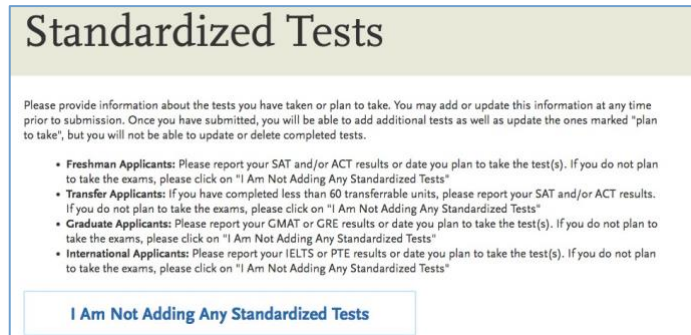 Standardized Tests
Please provide information about the tests you have taken or plan to take. You may add or update this information at any time
prior to submission. Once you have submitted, you will be able to add additional tests as well as update the ones marked "plan
to take", but you will not be able to update or delete completed tests.
• Freshman Applicants: Please report your SAT and/or ACT results or date you plan to take the test(s). If you do not plan
to take the exams, please click on "I Am Not Adding Any Standardized Tests"
• Transfer Applicants: If you have completed less than 60 transferrable units, please report your SAT and/or ACT results.
If you do not plan to take the exams, please click on "I Am Not Adding Any Standardized Tests"
• Graduate Applicants: Please report your GMAT or GRE results or date you plan to take the test(s). If you do not plan to
take the exams, please click on "I Am Not Adding Any Standardized Tests"
• International Applicants: Please report your IELTS or PTE results or date you plan to take the test(s). If you do not plan
to take the exams, please click on "I Am Not Adding Any Standardized Tests"
I Am Not Adding Any Standardized Tests